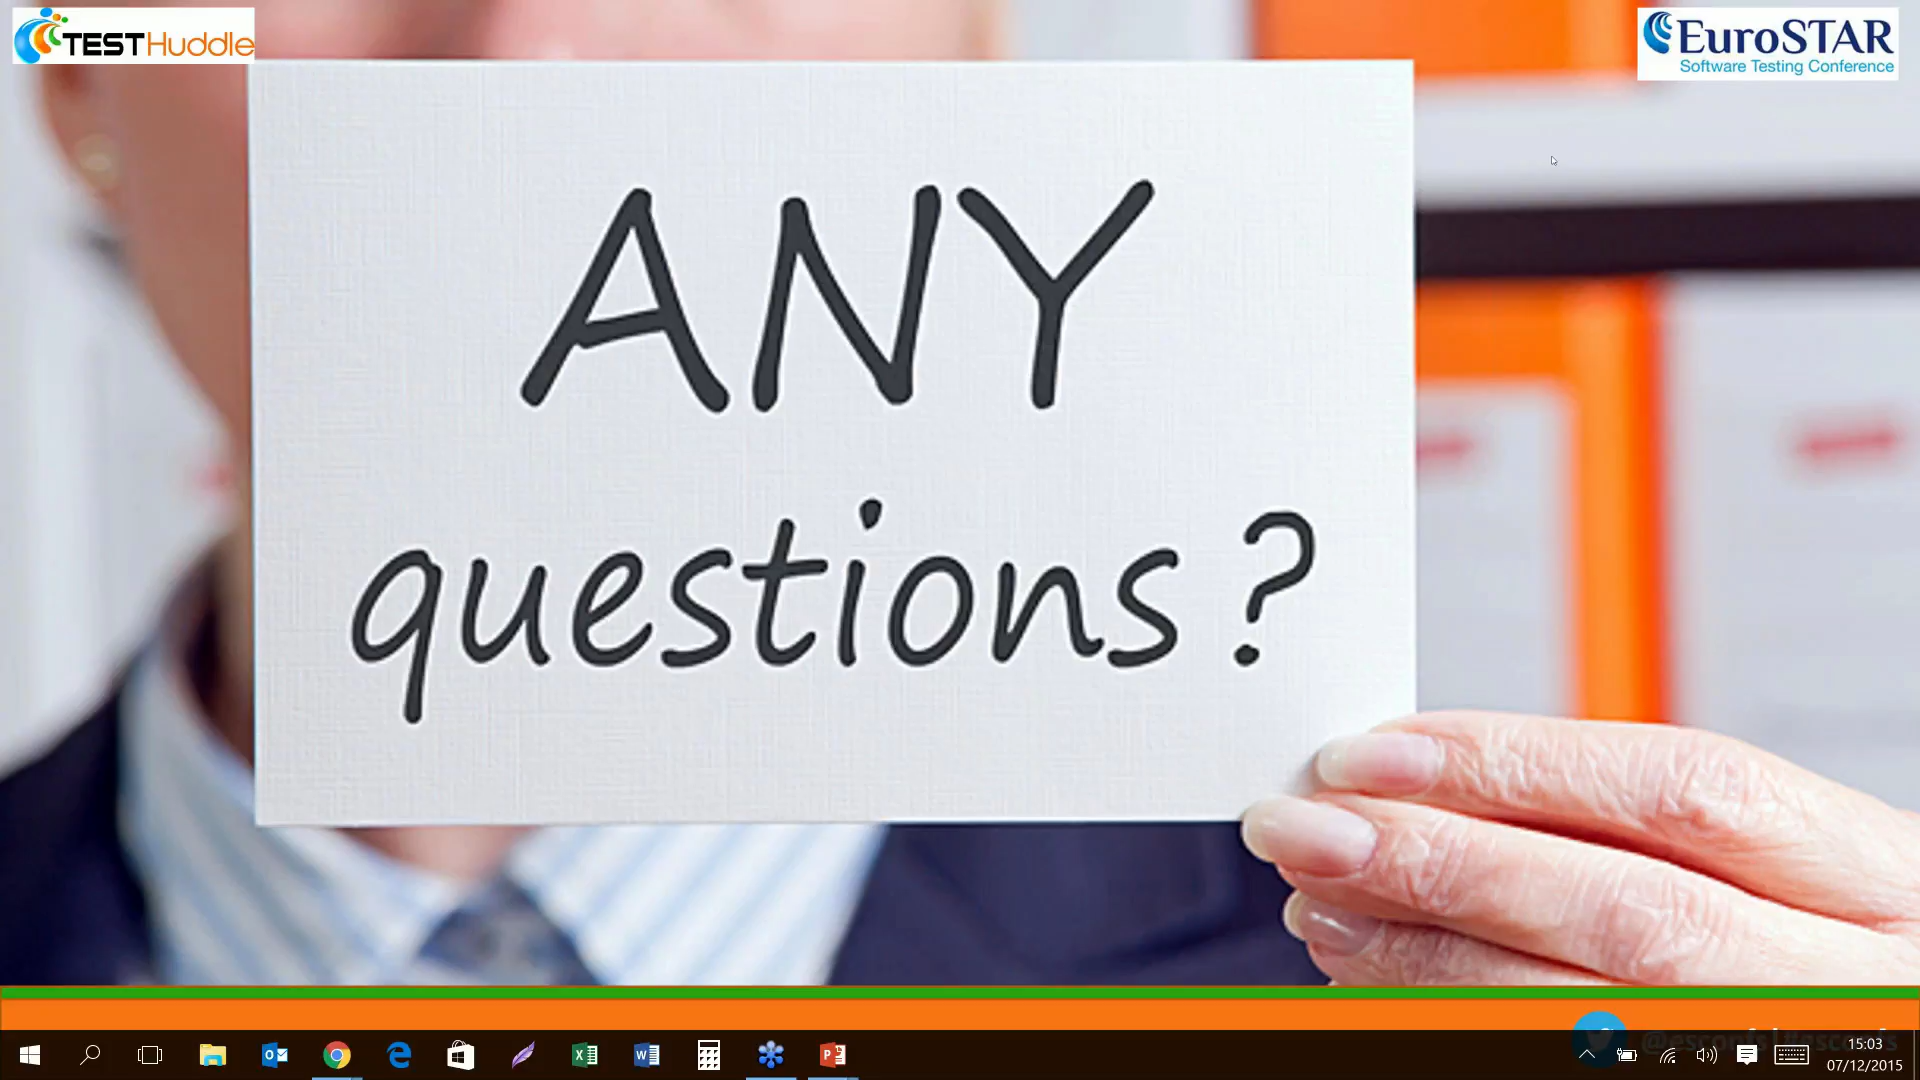 TESTHuddle
EuroSTAR
Software Testing Conference
ANY
questions?
15:03
07/12/2015